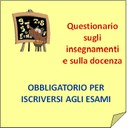 Questionario
sugli
insegnamenti
e sulla docenza
OBBLIGATORIO PER
ISCRIVERSI AGLI ESAMI